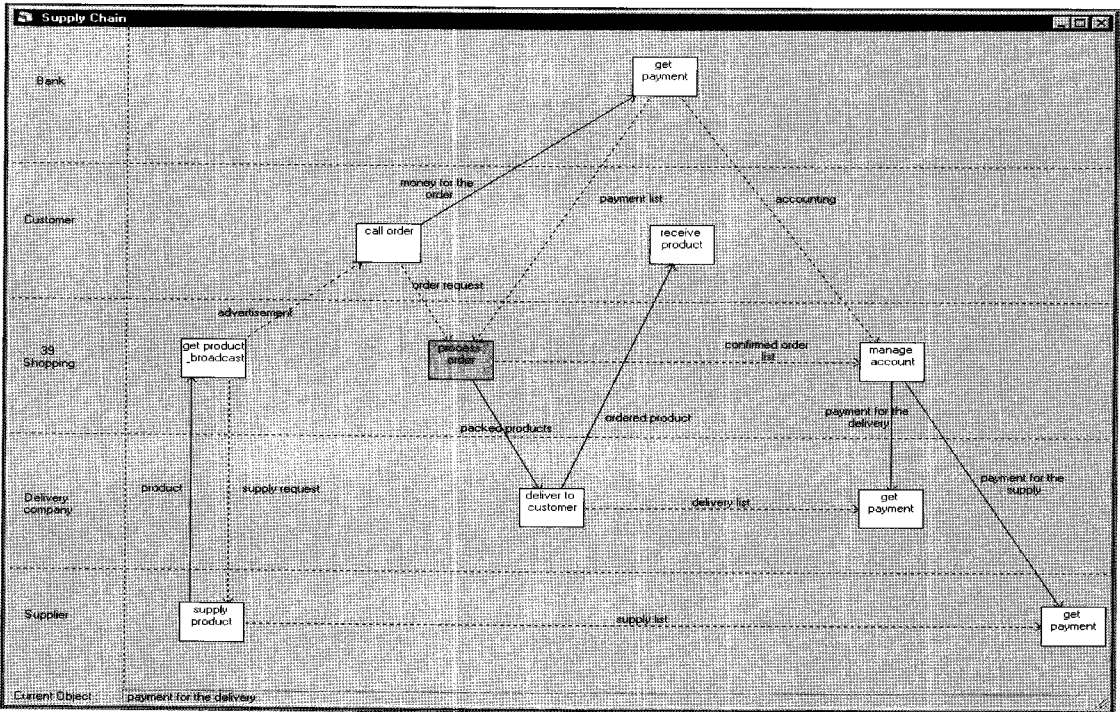 Supply Chain
Bank
get
payment
money for the
order
payment list
accounting
Customer
call order
receive
product
order request
advertisement
39
Shopping
get product
_broadcast
process
order
confirmed order
list
manage
account
packed products
ordered product
payment for the
delivery
Delivery
company
product
supply request
deliver to
customer
delivery list
get
payment
payment for the
supply
Supplier
supply
product
supply list
get
payment
Current Object
payment for the delivery